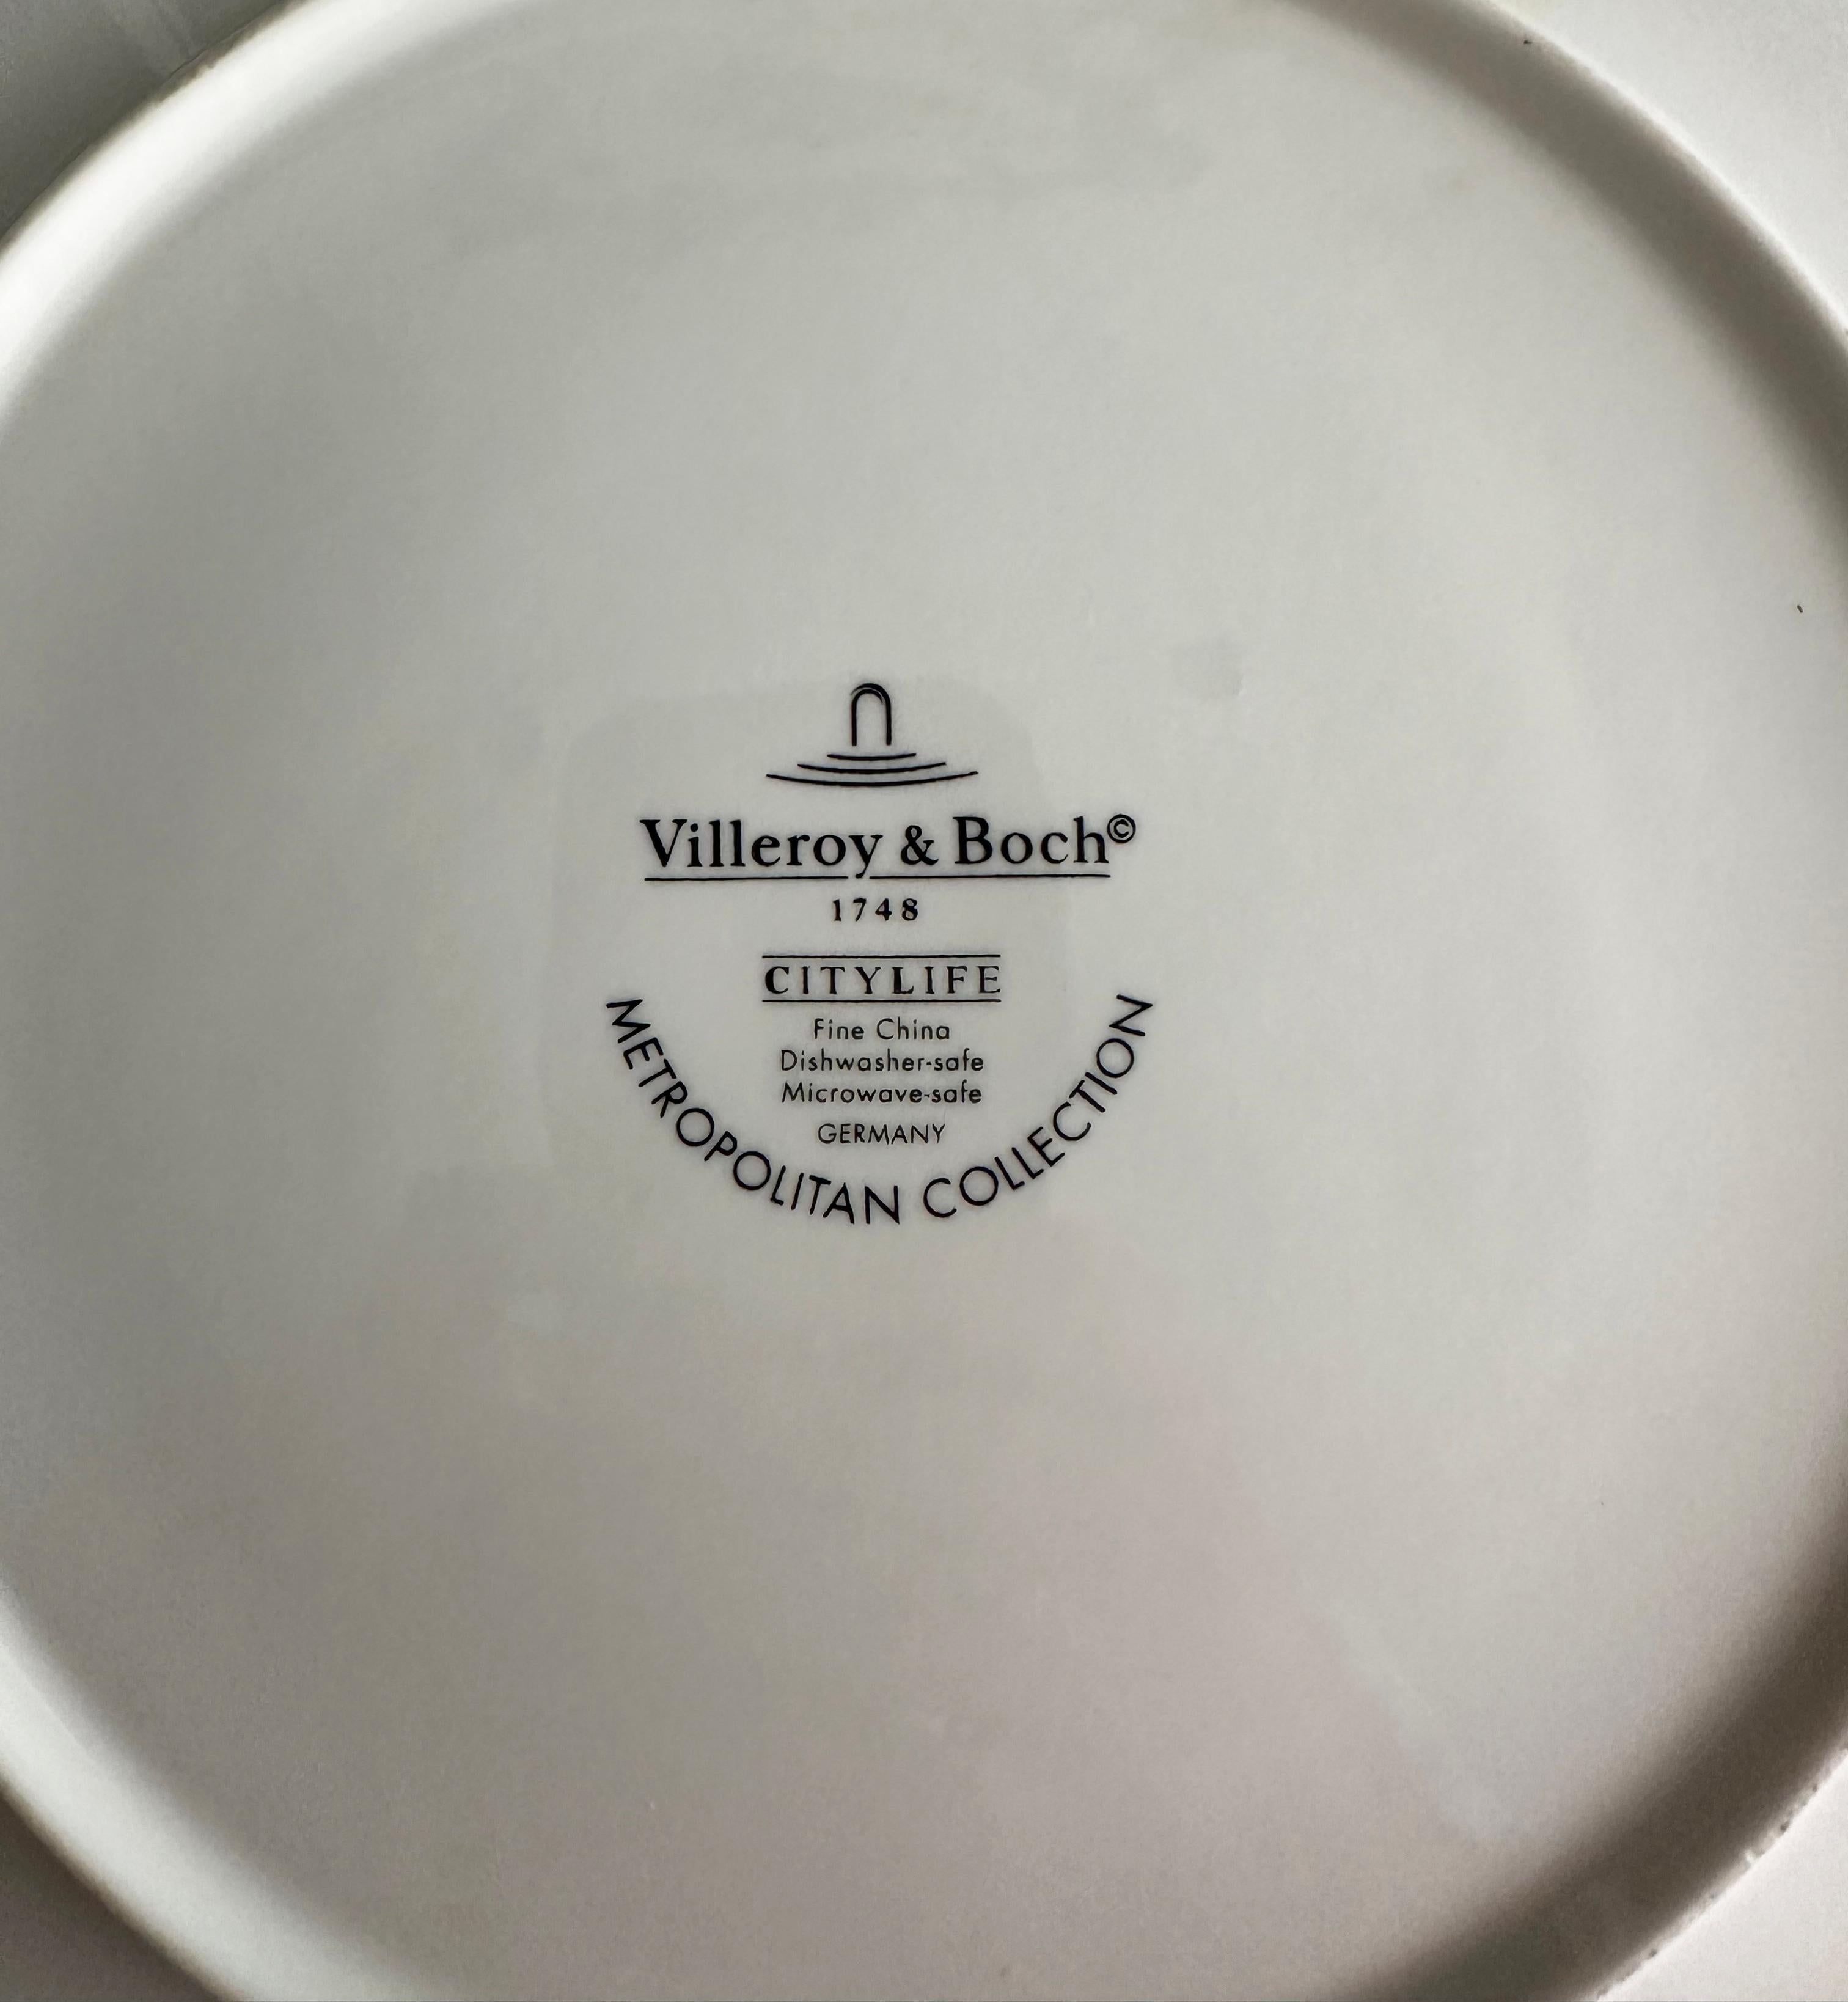 Villeroy & Boch©
1748
CITYLIFE
Fine China
Dishwasher-safe
Microwave-safe
GERMANY
METROPOLITAN COLLECTION